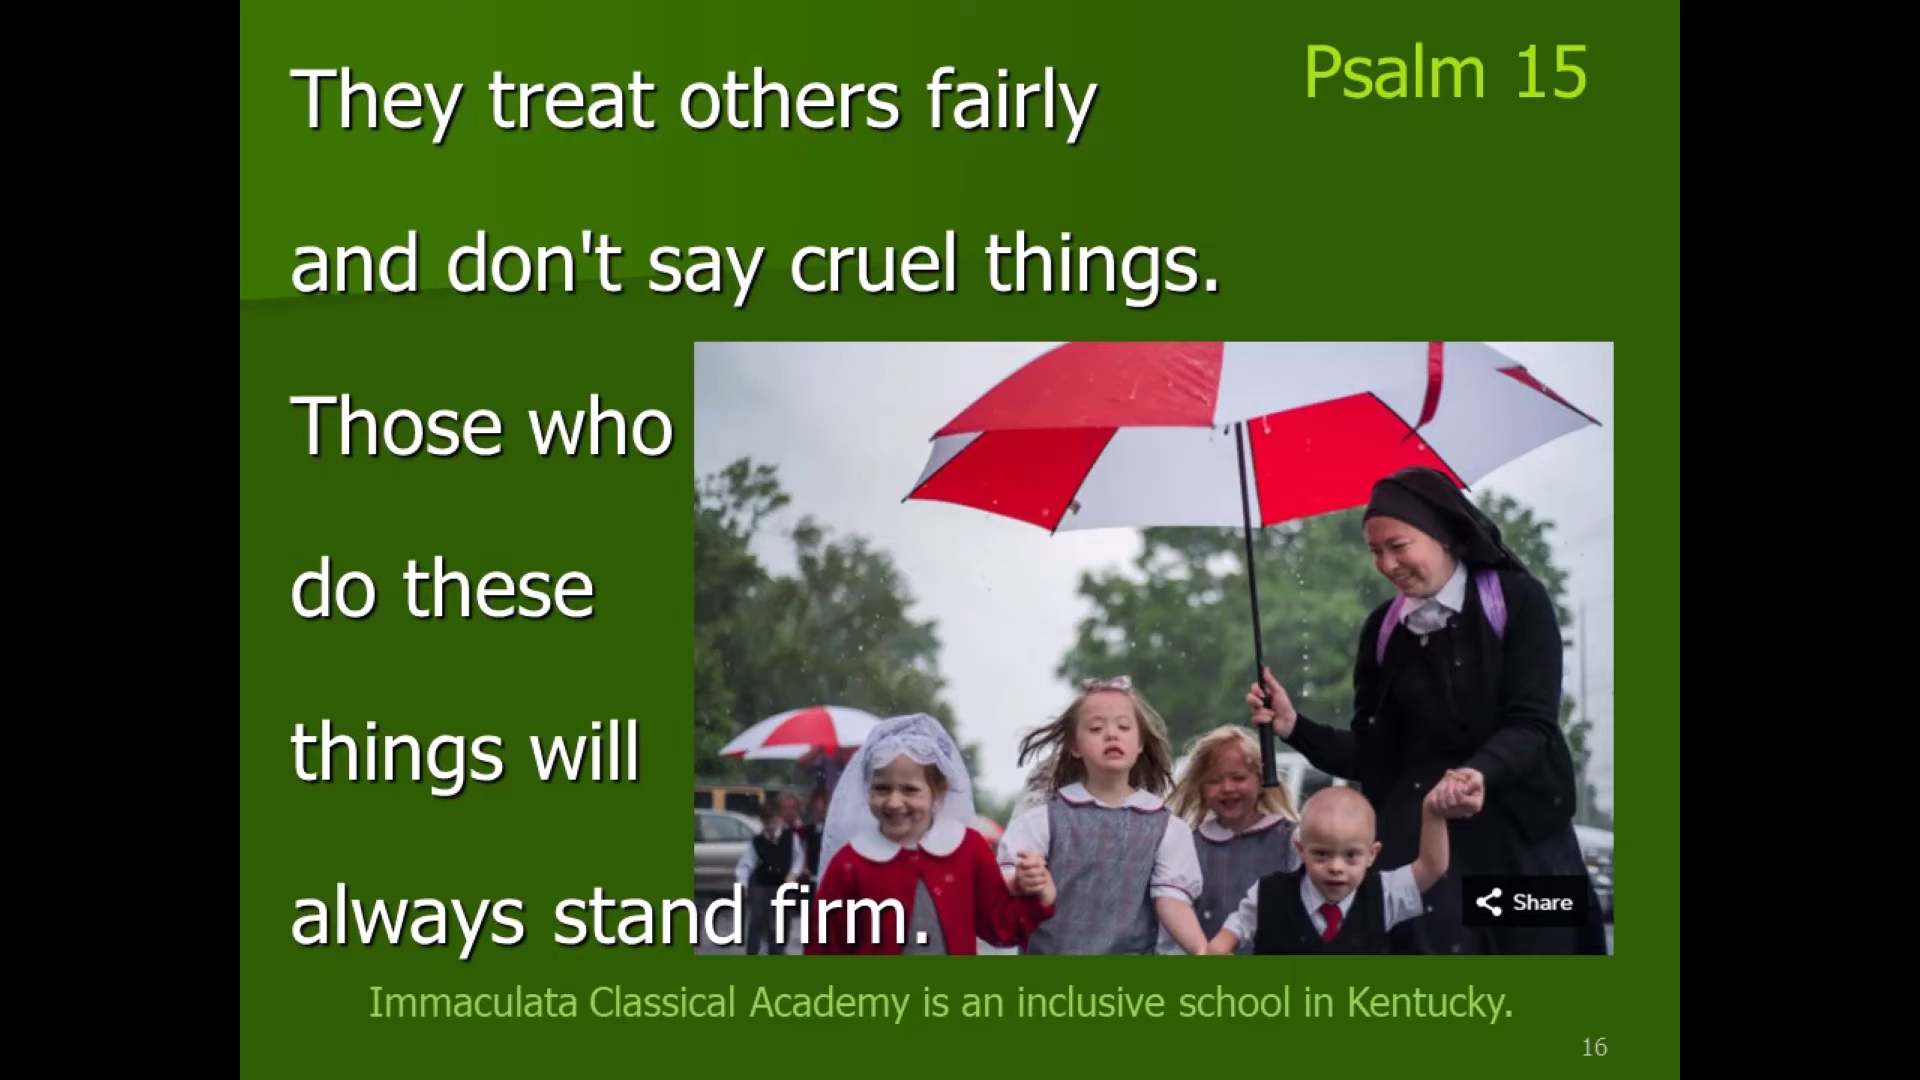 Psalm 15
They treat others fairly
and don't say cruel things.
Those who
do these
things will
always stand firm.
Share
Immaculata Classical Academy is an inclusive school in Kentucky.
16